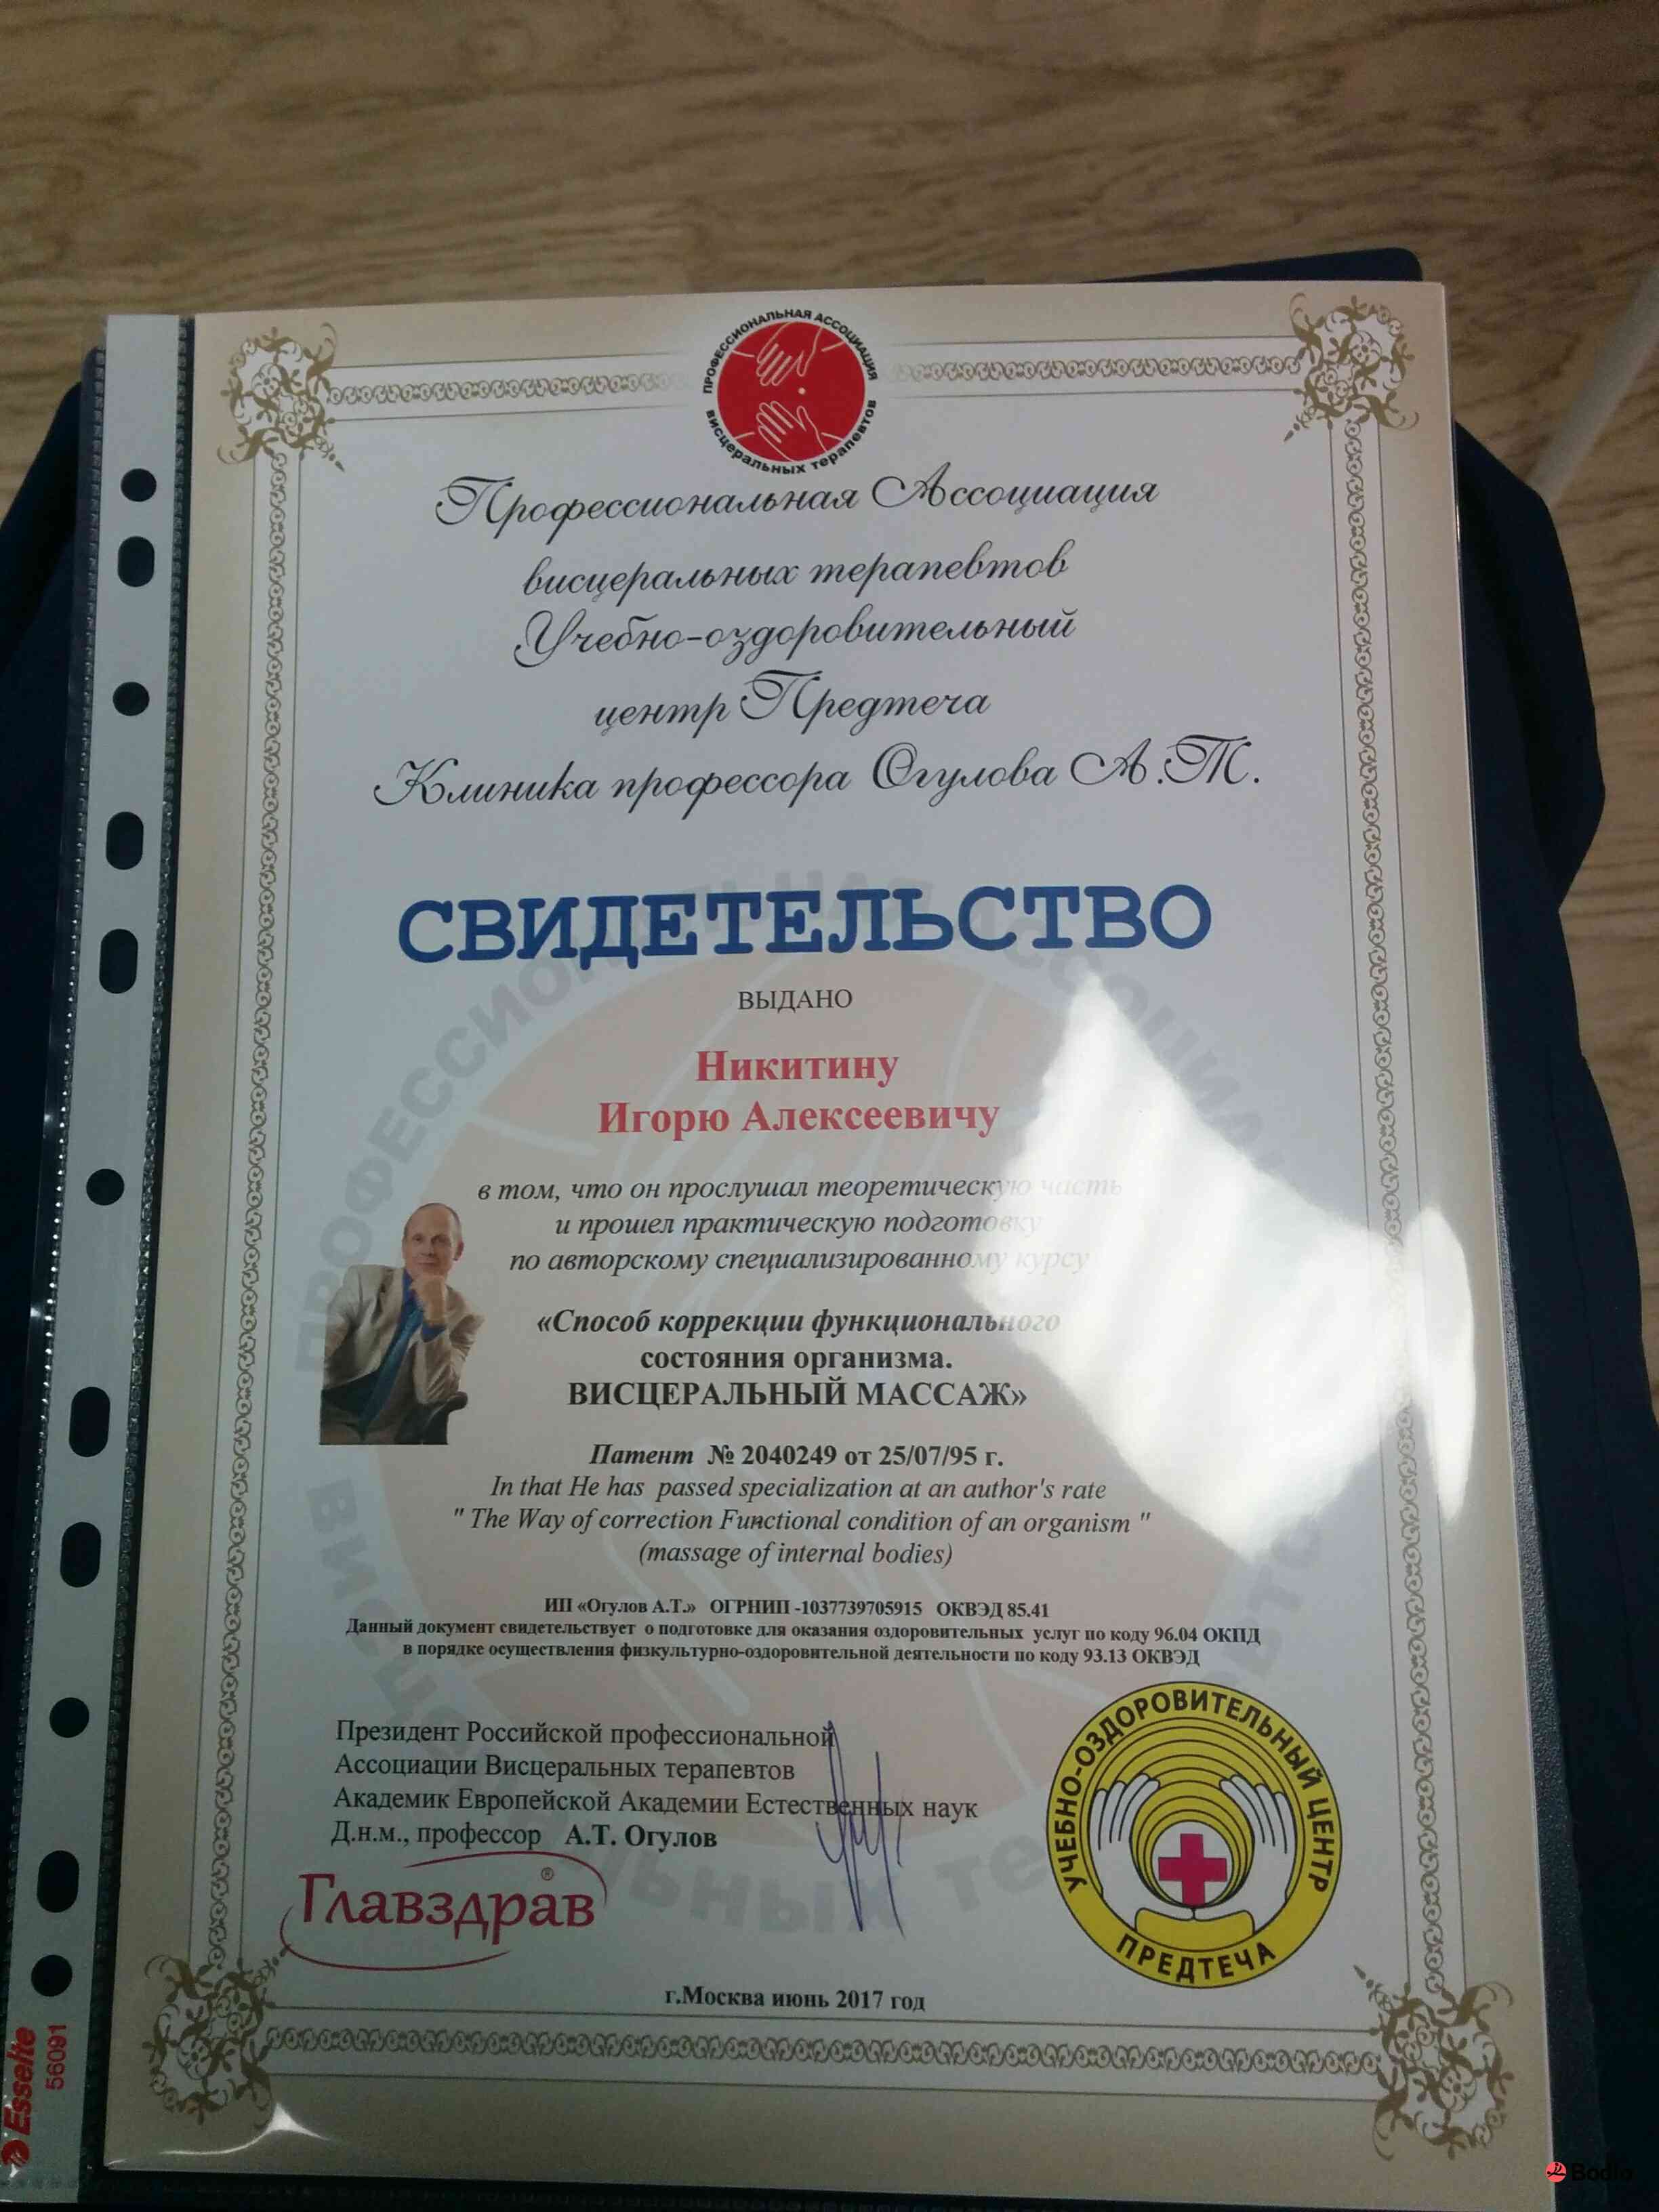 ПРОФЕССИОНАЛЬНАЯ АССОЦИАЦИЯ
ВИСЦЕРАЛЬНЫХ ТЕРАПЕВТОВ
Профессиональная Ассоциация
висцеральных терапевтов
Учебно-оздоровительный
центр Предтеча
Клиника профессора Огулова А.Т.
СВИДЕТЕЛЬСТВО
ВЫДАНО
Никитину
Игорю Алексеевичу
в том, что он прослушал теоретическую часть
и прошел практическую подготовку
по авторскому специализированному курсу
«Способ коррекции функционального
состояния организма.
ВИСЦЕРАЛЬНЫЙ МАССАЖ»
Патент № 2040249 от 25/07/95 г.
In that He has passed specialization at an author's rate
" The Way of correction Functional condition of an organism "
(massage of internal bodies)
ИП «Огулов А.Т.» ОГРНИП -1037739705915 ОКВЭД 85.41
Данный документ свидетельствует о подготовке для оказания оздоровительных услуг по коду 96.04 ОКПД
в порядке осуществления физкультурно-оздоровительной деятельности по коду 93.13 ОКВЭД
Президент Российской профессиональной
Ассоциации Висцеральных терапевтов
Академик Европейской Академии Естественных наук
Д.н.м., профессор А.Т. Огулов
Главздрав®
УЧЕБНО-ОЗДОРОВИТЕЛЬНЫЙ ЦЕНТР
ПРЕДТЕЧА
г.Москва июнь 2017 год
Esselte
56091